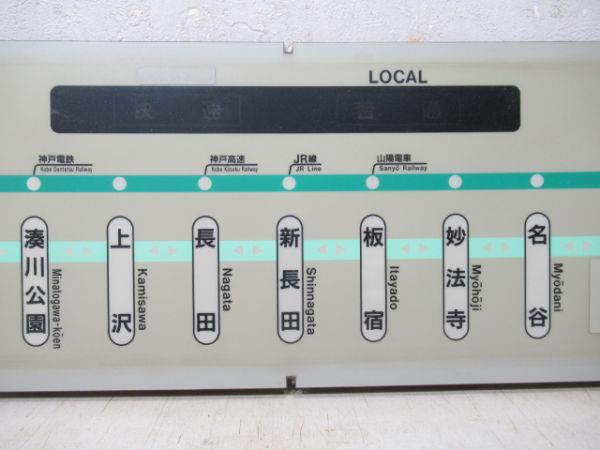 LOCAL
快速 普通
神戸電鉄
Kobe Dentetsu Railway
神戸高速
Kobe Kosoku Railway
JR線
JR Line
山陽電車
Sanyō Railway
湊川公園
Minatogawa-kōen
上沢
Kamisawa
長田
Nagata
新長田
Shinnagata
板宿
Itayado
妙法寺
Myōhōji
名谷
Myōdani